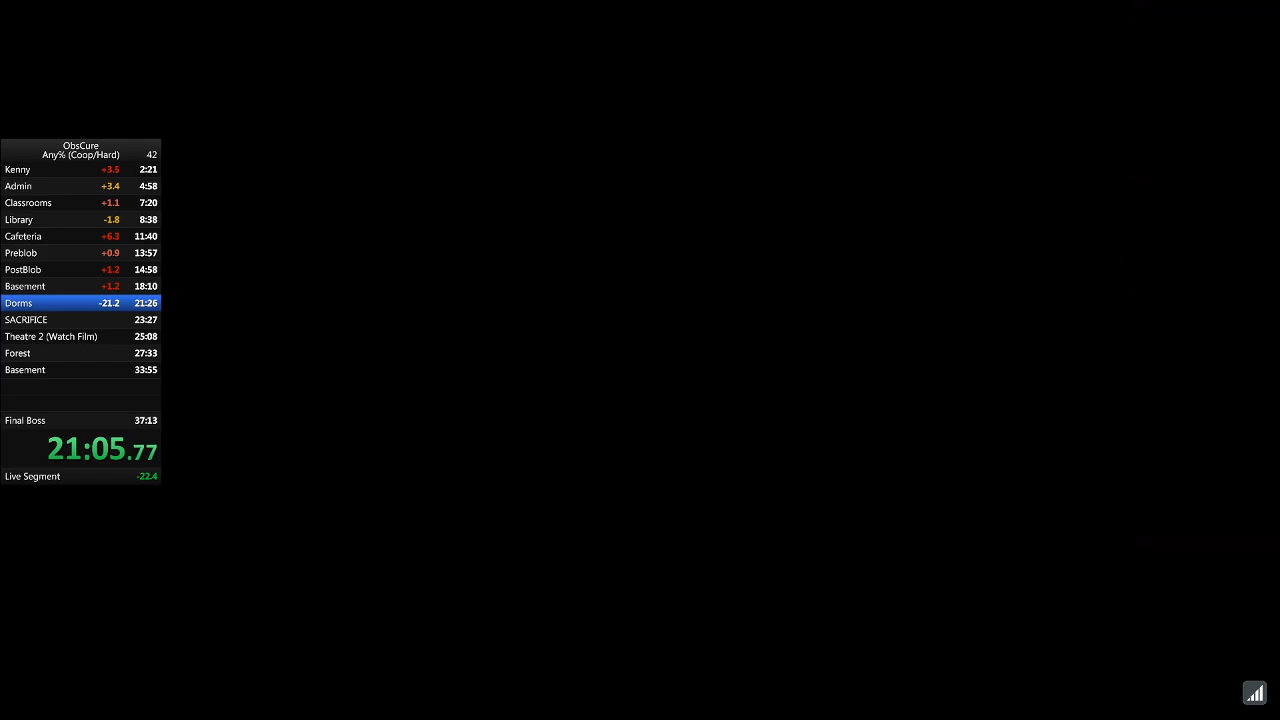 ObsCure
Any% (Coop/Hard) 42
Kenny +3.5 2:21
Admin +3.4 4:58
Classrooms +1.1 7:20
Library -1.8 8:38
Cafeteria +6.3 11:40
Preblob +0.9 13:57
PostBlob +1.2 14:58
Basement +1.2 18:10
Dorms -21.2 21:26
SACRIFICE 23:27
Theatre 2 (Watch Film) 25:08
Forest 27:33
Basement 33:55
Final Boss 37:13
21:05.77
Live Segment -22.4